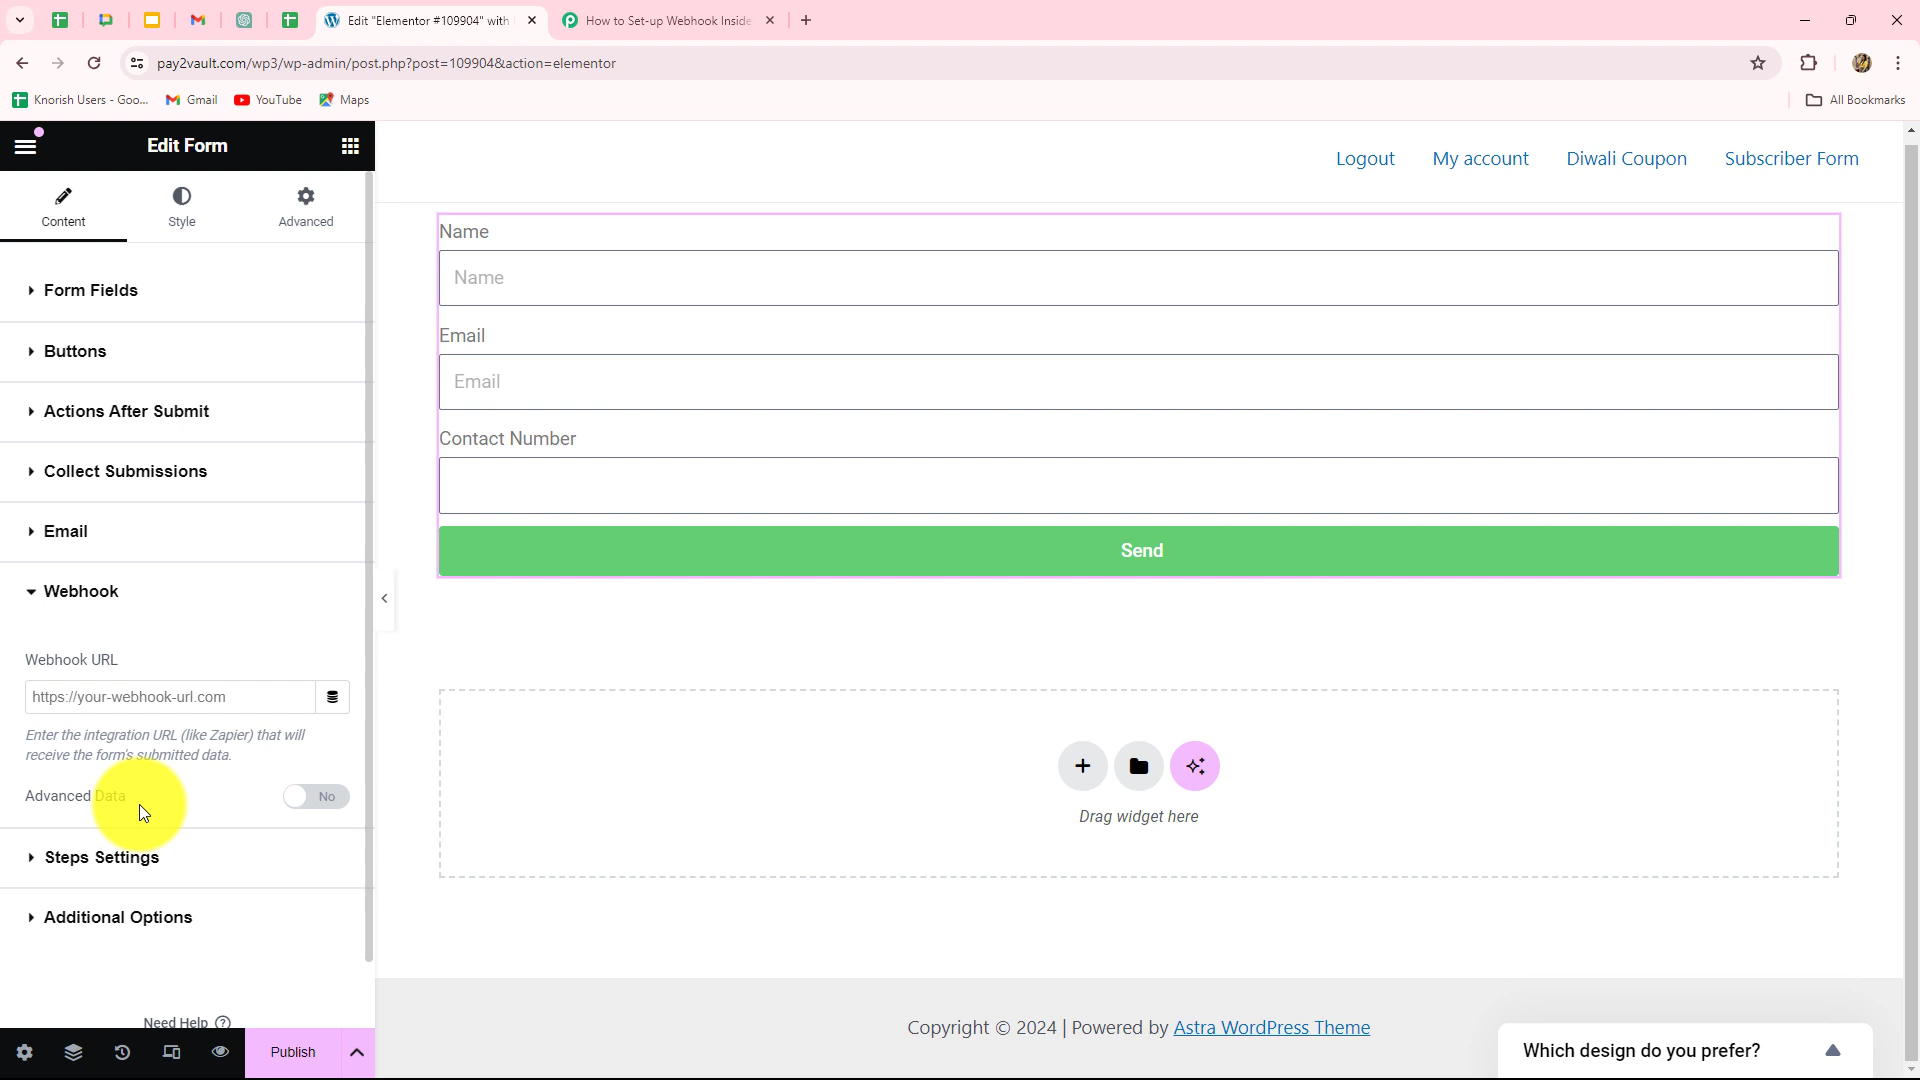 Edit "Elementor #109904" with
How to Set-up Webhook Inside
pay2vault.com/wp3/wp-admin/post.php?post=109904&action=elementor
Knorish Users - Goo...
Gmail
YouTube
Maps
All Bookmarks
Edit Form
Content
Style
Advanced
Form Fields
Buttons
Actions After Submit
Collect Submissions
Email
Webhook
Webhook URL
https://your-webhook-url.com
Enter the integration URL (like Zapier) that will
receive the form's submitted data.
Advanced Data
No
Steps Settings
Additional Options
Need Help
Publish
Logout
My account
Diwali Coupon
Subscriber Form
Name
Name
Email
Email
Contact Number
Send
Drag widget here
Copyright © 2024 | Powered by Astra WordPress Theme
Which design do you prefer?